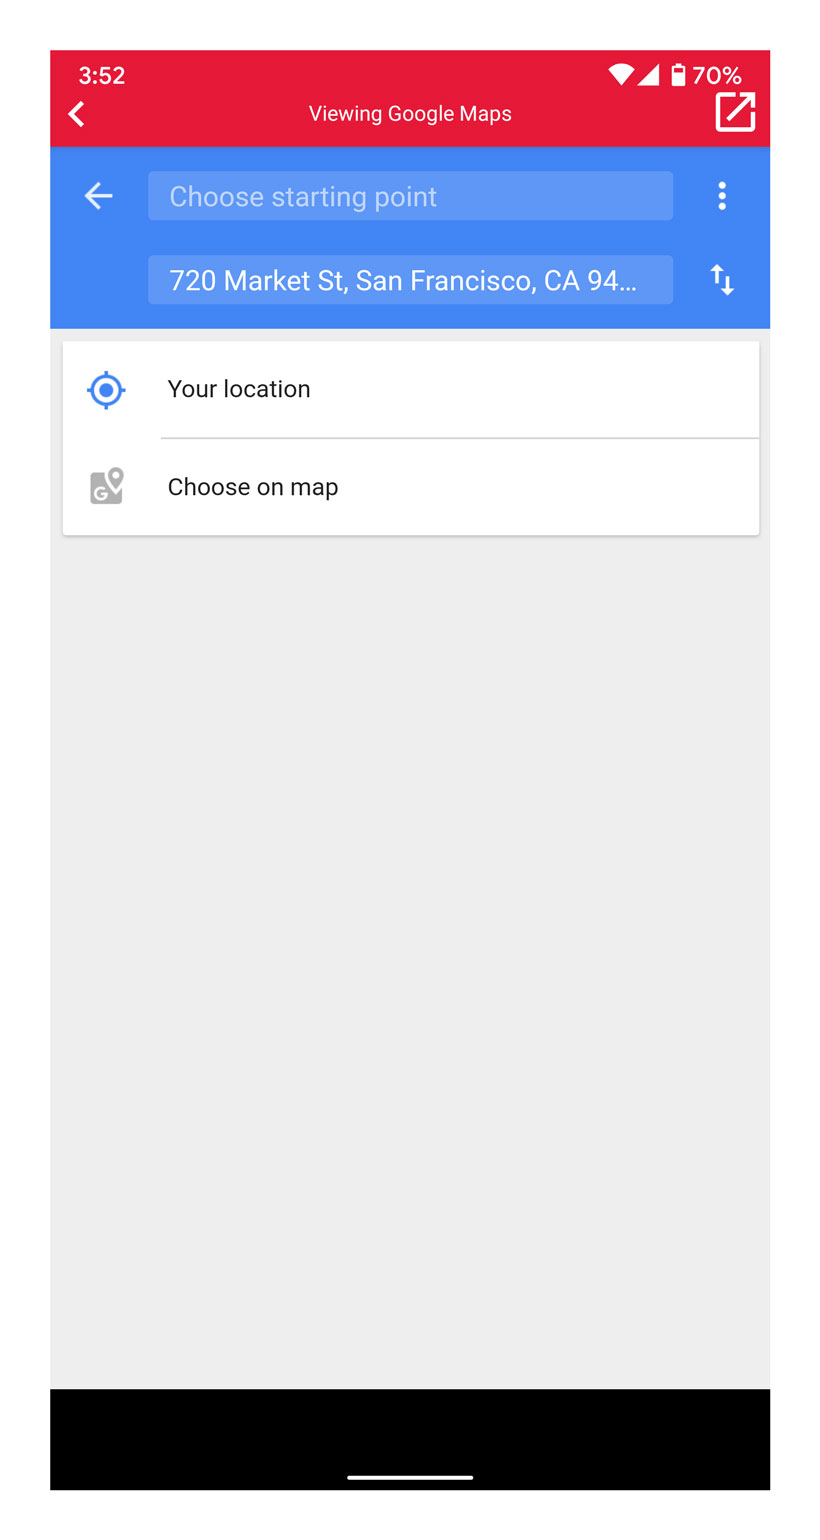 3:52
70%
Viewing Google Maps
Choose starting point
720 Market St, San Francisco, CA 94...
Your location
G
Choose on map